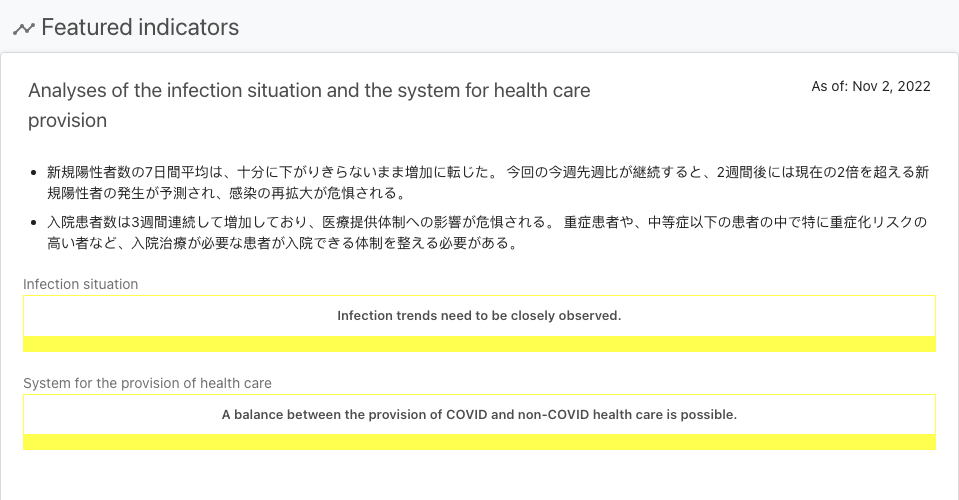 Featured indicators
Analyses of the infection situation and the system for health care
provision
As of: Nov 2, 2022
新規陽性者数の7日間平均は、十分に下がりきらないまま増加に転じた。 今回の今週先週比が継続すると、2週間後には現在の2倍を超える新
規陽性者の発生が予測され、感染の再拡大が危惧される。
入院患者数は3週間連続して増加しており、医療提供体制への影響が危惧される。 重症患者や、中等症以下の患者の中で特に重症化リスクの
高い者など、入院治療が必要な患者が入院できる体制を整える必要がある。
Infection situation
Infection trends need to be closely observed.
System for the provision of health care
A balance between the provision of COVID and non-COVID health care is possible.